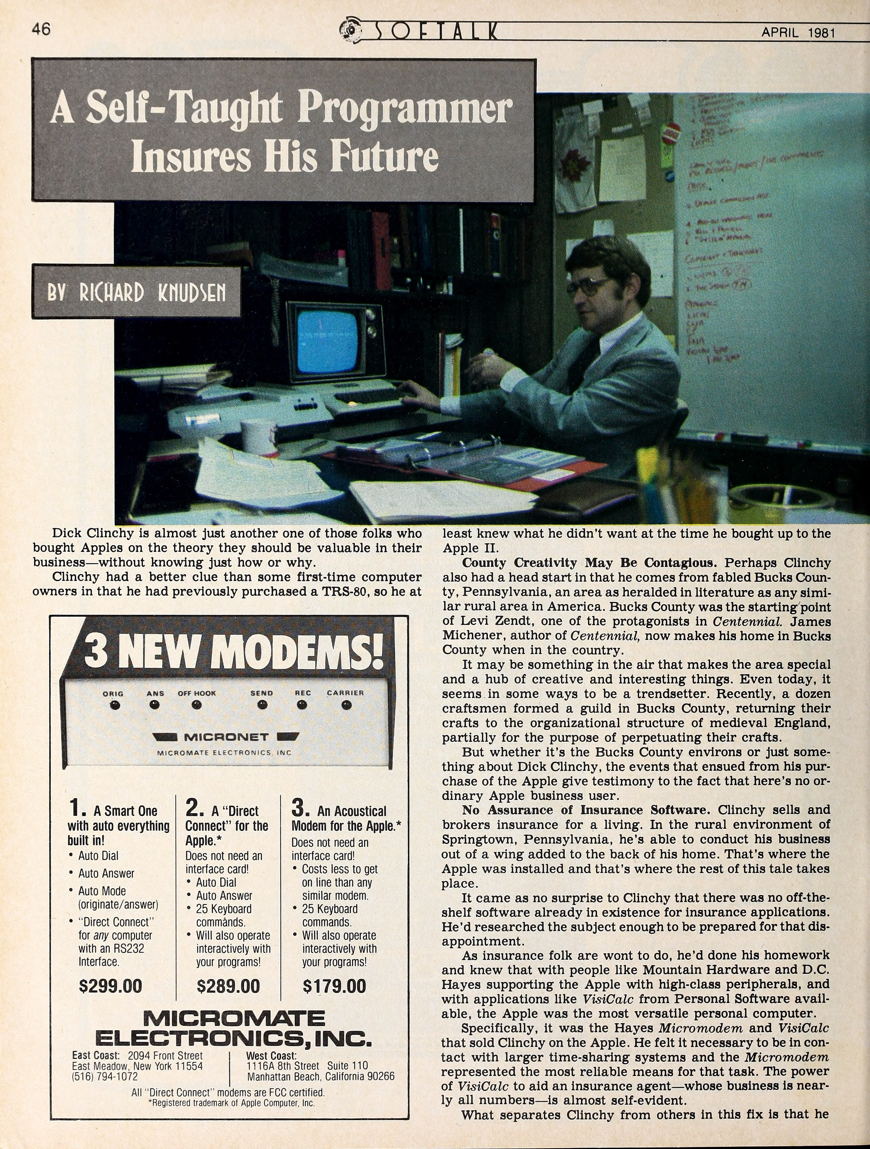 46
SOFTALK
APRIL 1981
A Self-Taught Programmer
Insures His Future
BY RICHARD KNUDSEN
Dick Clinchy is almost just another one of those folks who
bought Apples on the theory they should be valuable in their
business—without knowing just how or why.
Clinchy had a better clue than some first-time computer
owners in that he had previously purchased a TRS-80, so he at
3 NEW MODEMS!
ORIG ANS OFF HOOK SEND REC CARRIER
MICRONET
MICROMATE ELECTRONICS, INC.
1. A Smart One
with auto everything
built in!
• Auto Dial
• Auto Answer
• Auto Mode
(originate/answer)
• "Direct Connect"
for any computer
with an RS232
Interface.
$299.00
2. A "Direct
Connect" for the
Apple.*
Does not need an
interface card!
• Auto Dial
• Auto Answer
• 25 Keyboard
commands.
• Will also operate
interactively with
your programs!
$289.00
3. An Acoustical
Modem for the Apple.*
Does not need an
interface card!
• Costs less to get
on line than any
similar modem.
• 25 Keyboard
commands.
• Will also operate
interactively with
your programs!
$179.00
MICROMATE
ELECTRONICS, INC.
East Coast: 2094 Front Street
East Meadow, New York 11554
(516) 794-1072
West Coast:
1116A 8th Street Suite 110
Manhattan Beach, California 90266
All "Direct Connect" modems are FCC certified.
*Registered trademark of Apple Computer, Inc.
least knew what he didn't want at the time he bought up to the
Apple II.
County Creativity May Be Contagious. Perhaps Clinchy
also had a head start in that he comes from fabled Bucks Coun-
ty, Pennsylvania, an area as heralded in literature as any simi-
lar rural area in America. Bucks County was the starting point
of Levi Zendt, one of the protagonists in Centennial. James
Michener, author of Centennial, now makes his home in Bucks
County when in the country.
It may be something in the air that makes the area special
and a hub of creative and interesting things. Even today, it
seems in some ways to be a trendsetter. Recently, a dozen
craftsmen formed a guild in Bucks County, returning their
crafts to the organizational structure of medieval England,
partially for the purpose of perpetuating their crafts.
But whether it's the Bucks County environs or just some-
thing about Dick Clinchy, the events that ensued from his pur-
chase of the Apple give testimony to the fact that here's no or-
dinary Apple business user.
No Assurance of Insurance Software. Clinchy sells and
brokers insurance for a living. In the rural environment of
Springtown, Pennsylvania, he's able to conduct his business
out of a wing added to the back of his home. That's where the
Apple was installed and that's where the rest of this tale takes
place.
It came as no surprise to Clinchy that there was no off-the-
shelf software already in existence for insurance applications.
He'd researched the subject enough to be prepared for that dis-
appointment.
As insurance folk are wont to do, he'd done his homework
and knew that with people like Mountain Hardware and D.C.
Hayes supporting the Apple with high-class peripherals, and
with applications like VisiCalc from Personal Software avail-
able, the Apple was the most versatile personal computer.
Specifically, it was the Hayes Micromodem and VisiCalc
that sold Clinchy on the Apple. He felt it necessary to be in con-
tact with larger time-sharing systems and the Micromodem
represented the most reliable means for that task. The power
of VisiCalc to aid an insurance agent—whose business is near-
ly all numbers—is almost self-evident.
What separates Clinchy from others in this fix is that he